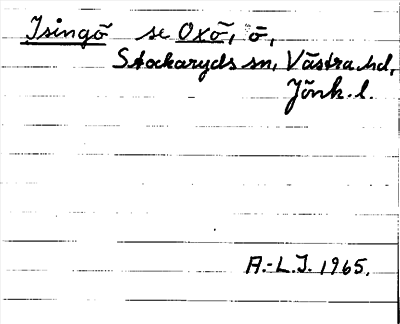 Isingö se Oxö, ö,
Stockaryds sn, Västra hd,
Jönk. l.
A.-L.J. 1965.